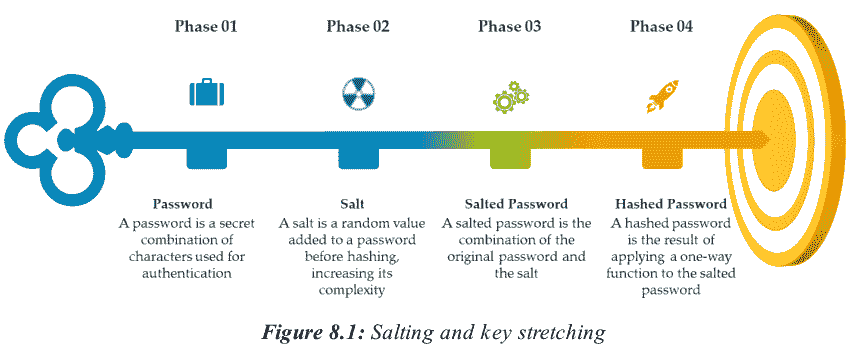 Phase 01
Phase 02
Phase 03
Phase 04
Password
A password is a secret
combination of
characters used for
authentication
Salt
A salt is a random value
added to a password
before hashing,
increasing its
complexity
Salted Password
A salted password is the
combination of the
original password and
the salt
Hashed Password
A hashed password
is the result of
applying a one-way
function to the salted
password
Figure 8.1: Salting and key stretching